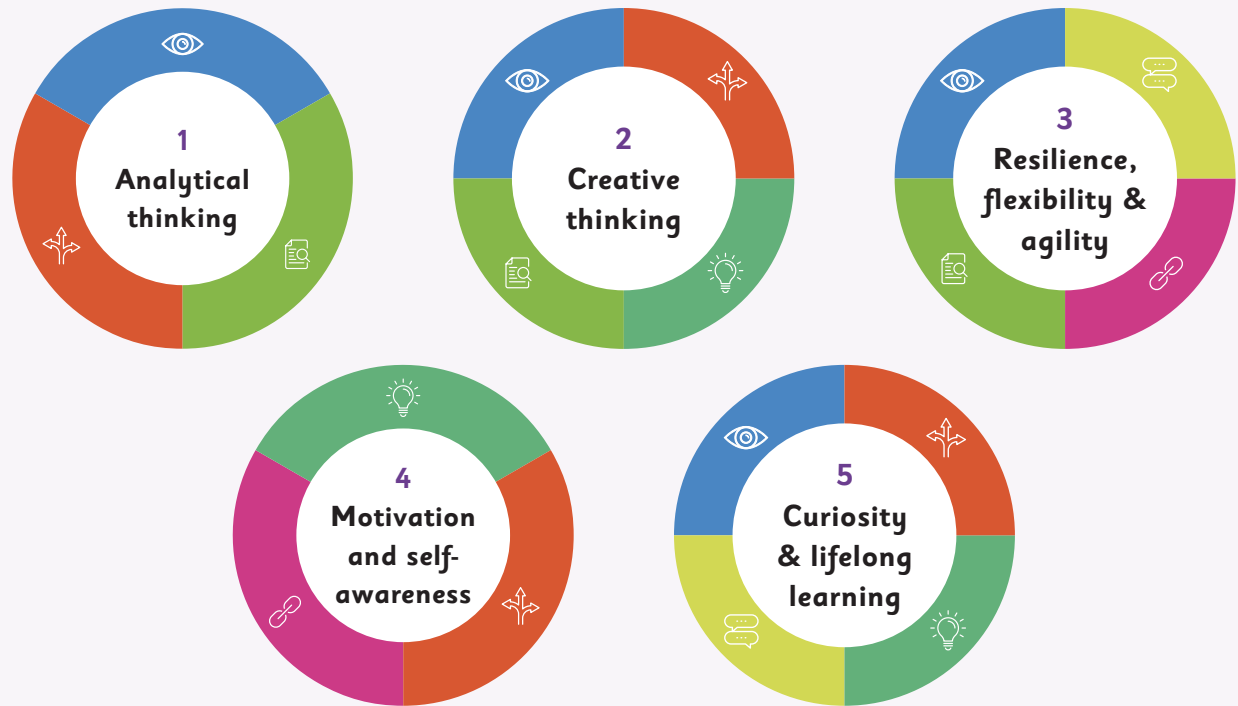 1
Analytical
thinking
2
Creative
thinking
3
Resilience,
flexibility &
agility
4
Motivation
and self-
awareness
5
Curiosity
& lifelong
learning